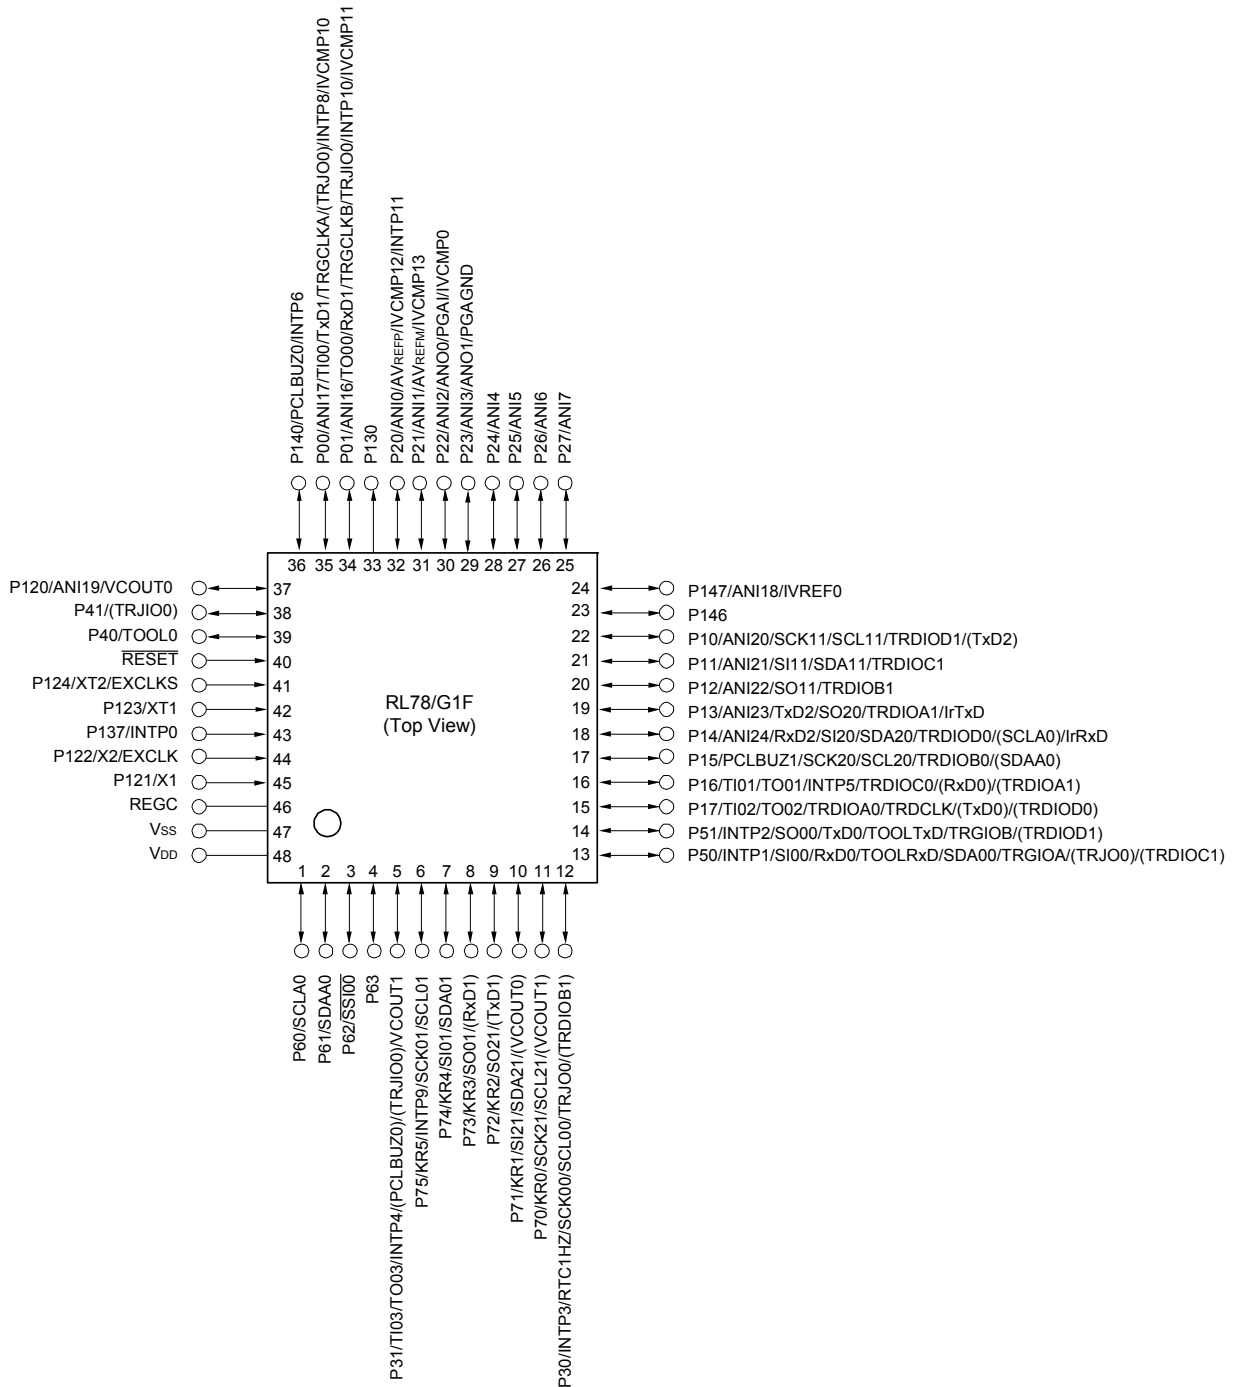 P140/PCLBUZ0/INTP6
P00/ANI17/TI00/TxD1/TRGCLKA/(TRJO0)/INTP8/IVCMP10
P01/ANI16/TO00/RxD1/TRGCLKB/TRJIO0/INTP10/IVCMP11
P130
P20/ANI0/AVREFP/IVCMP12/INTP11
P21/ANI1/AVREFM/IVCMP13
P22/ANI2/ANO0/PGAI/IVCMP0
P23/ANI3/ANO1/PGAGND
P24/ANI4
P25/ANI5
P26/ANI6
P27/ANI7
36 35 34 33 32 31 30 29 28 27 26 25
P120/ANI19/VCOUT0 37
P41/(TRJIO0) 38
P40/TOOL0 39
RESET 40
P124/XT2/EXCLKS 41
P123/XT1 42
P137/INTP0 43
P122/X2/EXCLK 44
P121/X1 45
REGC 46
VSS 47
VDD 48
RL78/G1F
(Top View)
24 P147/ANI18/IVREF0
23 P146
22 P10/ANI20/SCK11/SCL11/TRDIOD1/(TxD2)
21 P11/ANI21/SI11/SDA11/TRDIOC1
20 P12/ANI22/SO11/TRDIOB1
19 P13/ANI23/TxD2/SO20/TRDIOA1/IrTxD
18 P14/ANI24/RxD2/SI20/SDA20/TRDIOD0/(SCLA0)/IrRxD
17 P15/PCLBUZ1/SCK20/SCL20/TRDIOB0/(SDAA0)
16 P16/TI01/TO01/INTP5/TRDIOC0/(RxD0)/(TRDIOA1)
15 P17/TI02/TO02/TRDIOA0/TRDCLK/(TxD0)/(TRDIOD0)
14 P51/INTP2/SO00/TxD0/TOOLTxD/TRGIOB/(TRDIOD1)
13 P50/INTP1/SI00/RxD0/TOOLRxD/SDA00/TRGIOA/(TRJO0)/(TRDIOC1)
1 2 3 4 5 6 7 8 9 10 11 12
P60/SCLA0
P61/SDAA0
P62/SSI00
P63
P31/TI03/TO03/INTP4/(PCLBUZ0)/(TRJIO0)/VCOUT1
P75/KR5/INTP9/SCK01/SCL01
P74/KR4/SI01/SDA01
P73/KR3/SO01/(RxD1)
P72/KR2/SO21/(TxD1)
P71/KR1/SI21/SDA21/(VCOUT0)
P70/KR0/SCK21/SCL21/(VCOUT1)
P30/INTP3/RTC1HZ/SCK00/SCL00/TRJO0/(TRDIOB1)